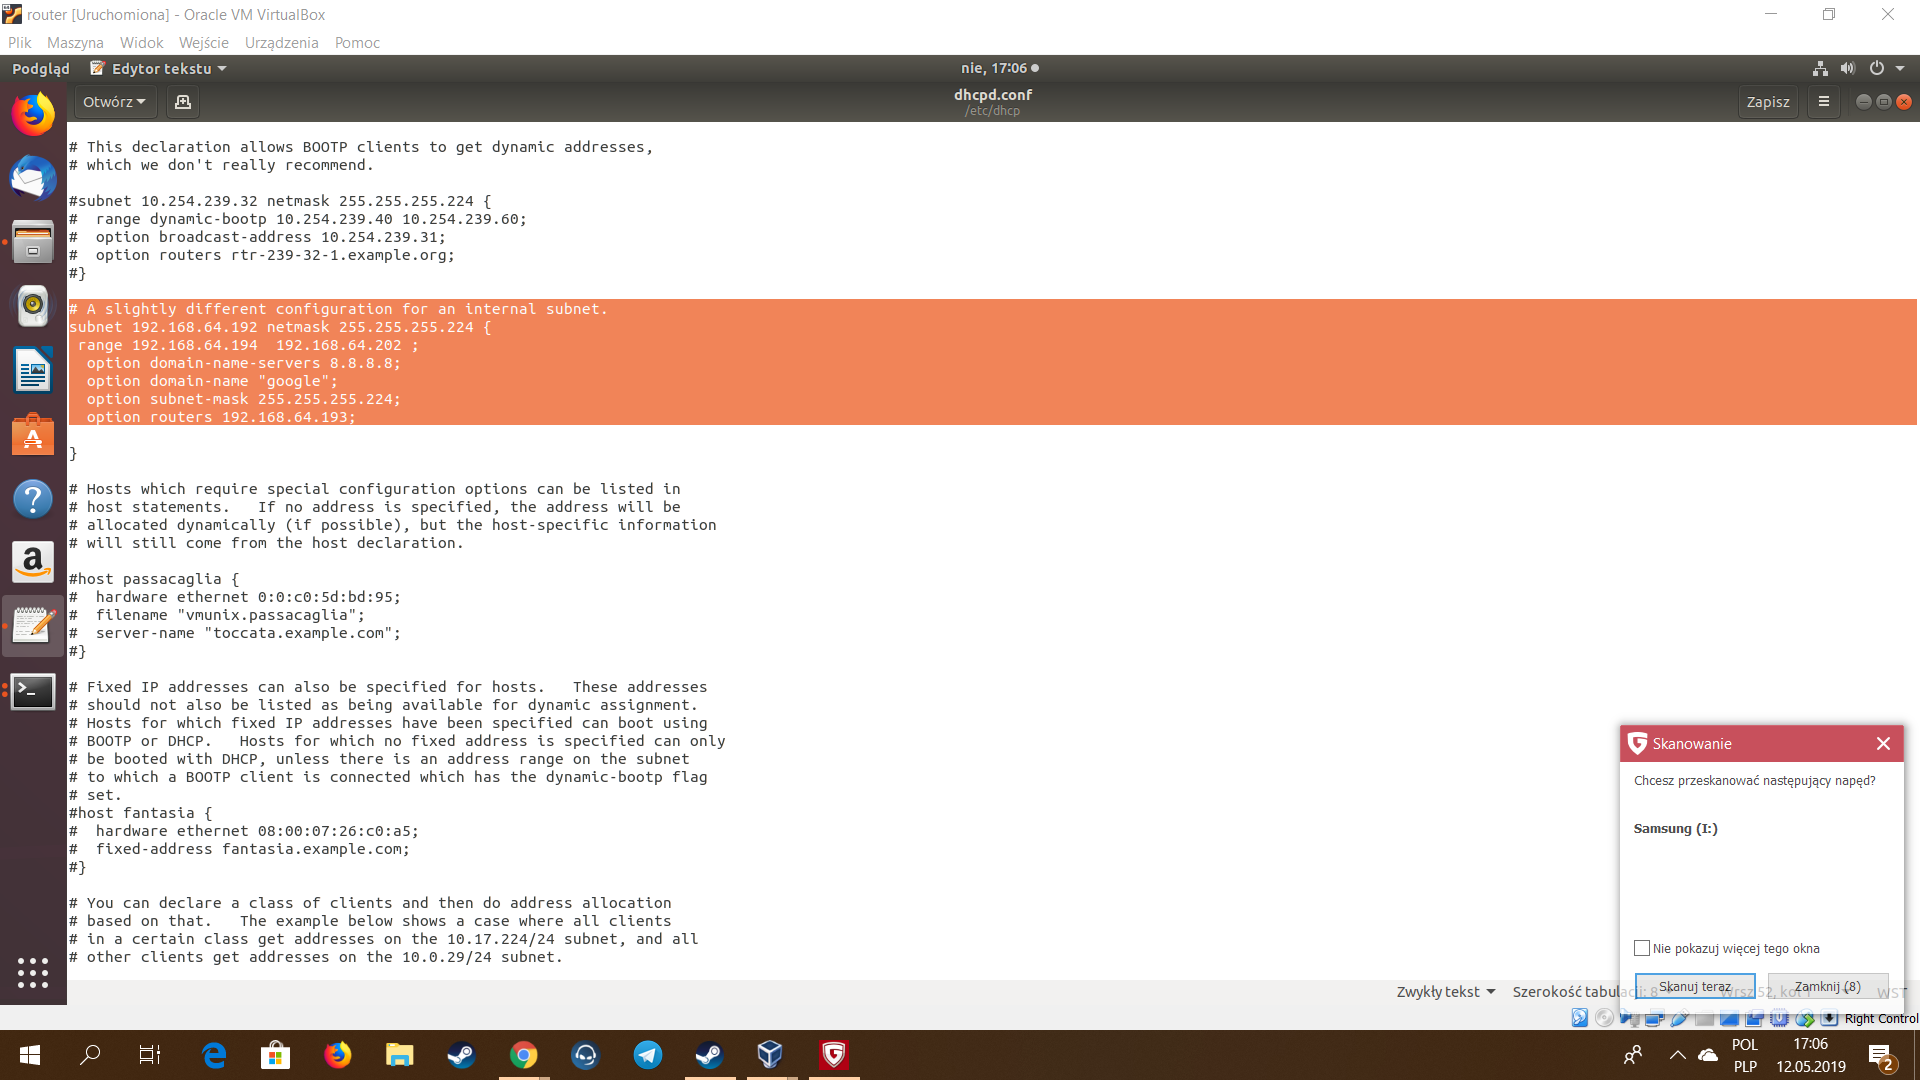 router [Uruchomiona] - Oracle VM VirtualBox
Plik Maszyna Widok Wejście Urządzenia Pomoc
Podgląd Edytor tekstu nie, 17:06
Otwórz dhcpd.conf Zapisz
/etc/dhcp
# This declaration allows BOOTP clients to get dynamic addresses,
# which we don't really recommend.
#subnet 10.254.239.32 netmask 255.255.255.224 {
#  range dynamic-bootp 10.254.239.40 10.254.239.60;
#  option broadcast-address 10.254.239.31;
#  option routers rtr-239-32-1.example.org;
#}
# A slightly different configuration for an internal subnet.
subnet 192.168.64.192 netmask 255.255.255.224 {
 range 192.168.64.194  192.168.64.202 ;
  option domain-name-servers 8.8.8.8;
  option domain-name "google";
  option subnet-mask 255.255.255.224;
  option routers 192.168.64.193;
}
# Hosts which require special configuration options can be listed in
# host statements.   If no address is specified, the address will be
# allocated dynamically (if possible), but the host-specific information
# will still come from the host declaration.
#host passacaglia {
#  hardware ethernet 0:0:c0:5d:bd:95;
#  filename "vmunix.passacaglia";
#  server-name "toccata.example.com";
#}
# Fixed IP addresses can also be specified for hosts.   These addresses
# should not also be listed as being available for dynamic assignment.
# Hosts for which fixed IP addresses have been specified can boot using
# BOOTP or DHCP.   Hosts for which no fixed address is specified can only
# be booted with DHCP, unless there is an address range on the subnet
# to which a BOOTP client is connected which has the dynamic-bootp flag
# set.
#host fantasia {
#  hardware ethernet 08:00:07:26:c0:a5;
#  fixed-address fantasia.example.com;
#}
# You can declare a class of clients and then do address allocation
# based on that.   The example below shows a case where all clients
# in a certain class get addresses on the 10.17.224/24 subnet, and all
# other clients get addresses on the 10.0.29/24 subnet.
Skanowanie
Chcesz przeskanować następujący napęd?
Samsung (I:)
Nie pokazuj więcej tego okna
Skanuj teraz Zamknij (8)
Zwykły tekst Szerokość tabulacji: 8 Wrsz 52, kol 1 WST
Right Control
POL 17:06
PLP 12.05.2019 2